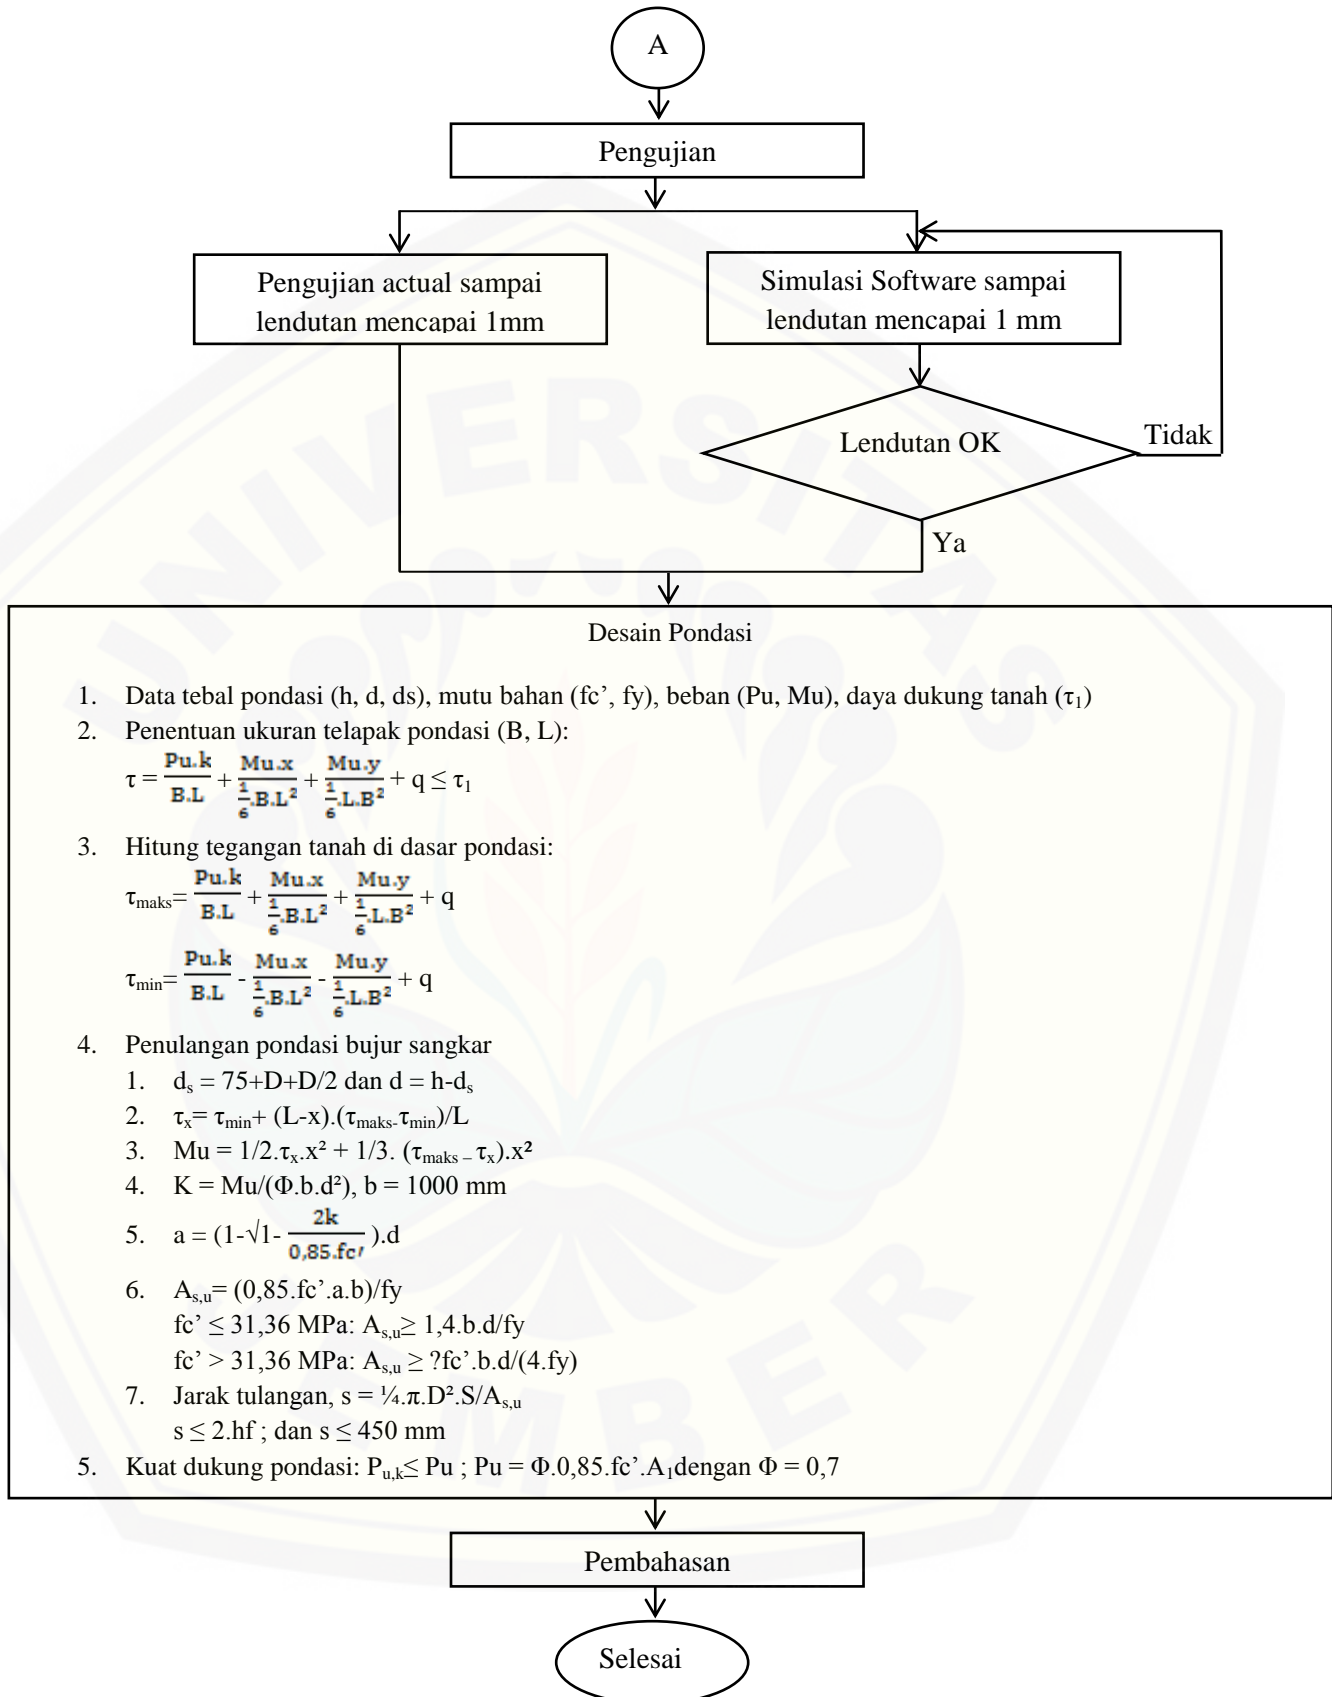 A
Pengujian
Pengujian actual sampai
lendutan mencapai 1mm
Simulasi Software sampai
lendutan mencapai 1 mm
Lendutan OK
Tidak
Ya
Desain Pondasi
1. Data tebal pondasi (h, d, ds), mutu bahan (fc’, fy), beban (Pu, Mu), daya dukung tanah (τ₁)
2. Penentuan ukuran telapak pondasi (B, L):
τ = Pu.k/B.L + Mu.x/(1/6.B.L²) + Mu.y/(1/6.L.B²) + q ≤ τ₁
3. Hitung tegangan tanah di dasar pondasi:
τmaks= Pu.k/B.L + Mu.x/(1/6.B.L²) + Mu.y/(1/6.L.B²) + q
τmin= Pu.k/B.L - Mu.x/(1/6.B.L²) - Mu.y/(1/6.L.B²) + q
4. Penulangan pondasi bujur sangkar
1. ds = 75+D+D/2 dan d = h-ds
2. τx= τmin+ (L-x).(τmaks-τmin)/L
3. Mu = 1/2.τx.x² + 1/3. (τmaks – τx).x²
4. K = Mu/(Φ.b.d²), b = 1000 mm
5. a = (1-√1- 2k/0,85.fc′ ).d
6. As,u= (0,85.fc’.a.b)/fy
fc’ ≤ 31,36 MPa: As,u≥ 1,4.b.d/fy
fc’ > 31,36 MPa: As,u ≥ ?fc’.b.d/(4.fy)
7. Jarak tulangan, s = ¼.π.D².S/As,u
s ≤ 2.hf ; dan s ≤ 450 mm
5. Kuat dukung pondasi: Pu,k≤ Pu ; Pu = Φ.0,85.fc’.A₁dengan Φ = 0,7
Pembahasan
Selesai
UNIVERSITAS
JEMBER